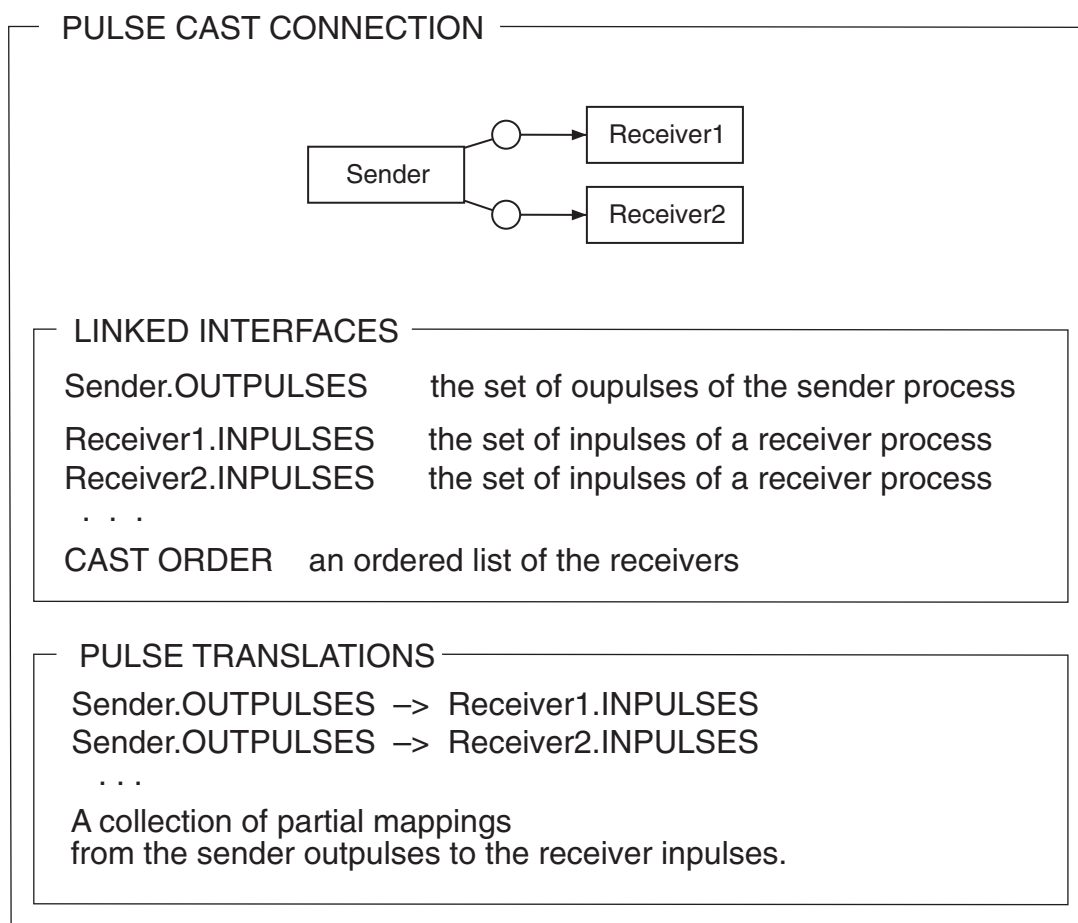 PULSE CAST CONNECTION
Receiver1
Sender
Receiver2
LINKED INTERFACES
Sender.OUTPULSES the set of oupulses of the sender process
Receiver1.INPULSES the set of inpulses of a receiver process
Receiver2.INPULSES the set of inpulses of a receiver process
. . .
CAST ORDER an ordered list of the receivers
PULSE TRANSLATIONS
Sender.OUTPULSES –> Receiver1.INPULSES
Sender.OUTPULSES –> Receiver2.INPULSES
. . .
A collection of partial mappings
from the sender outpulses to the receiver inpulses.